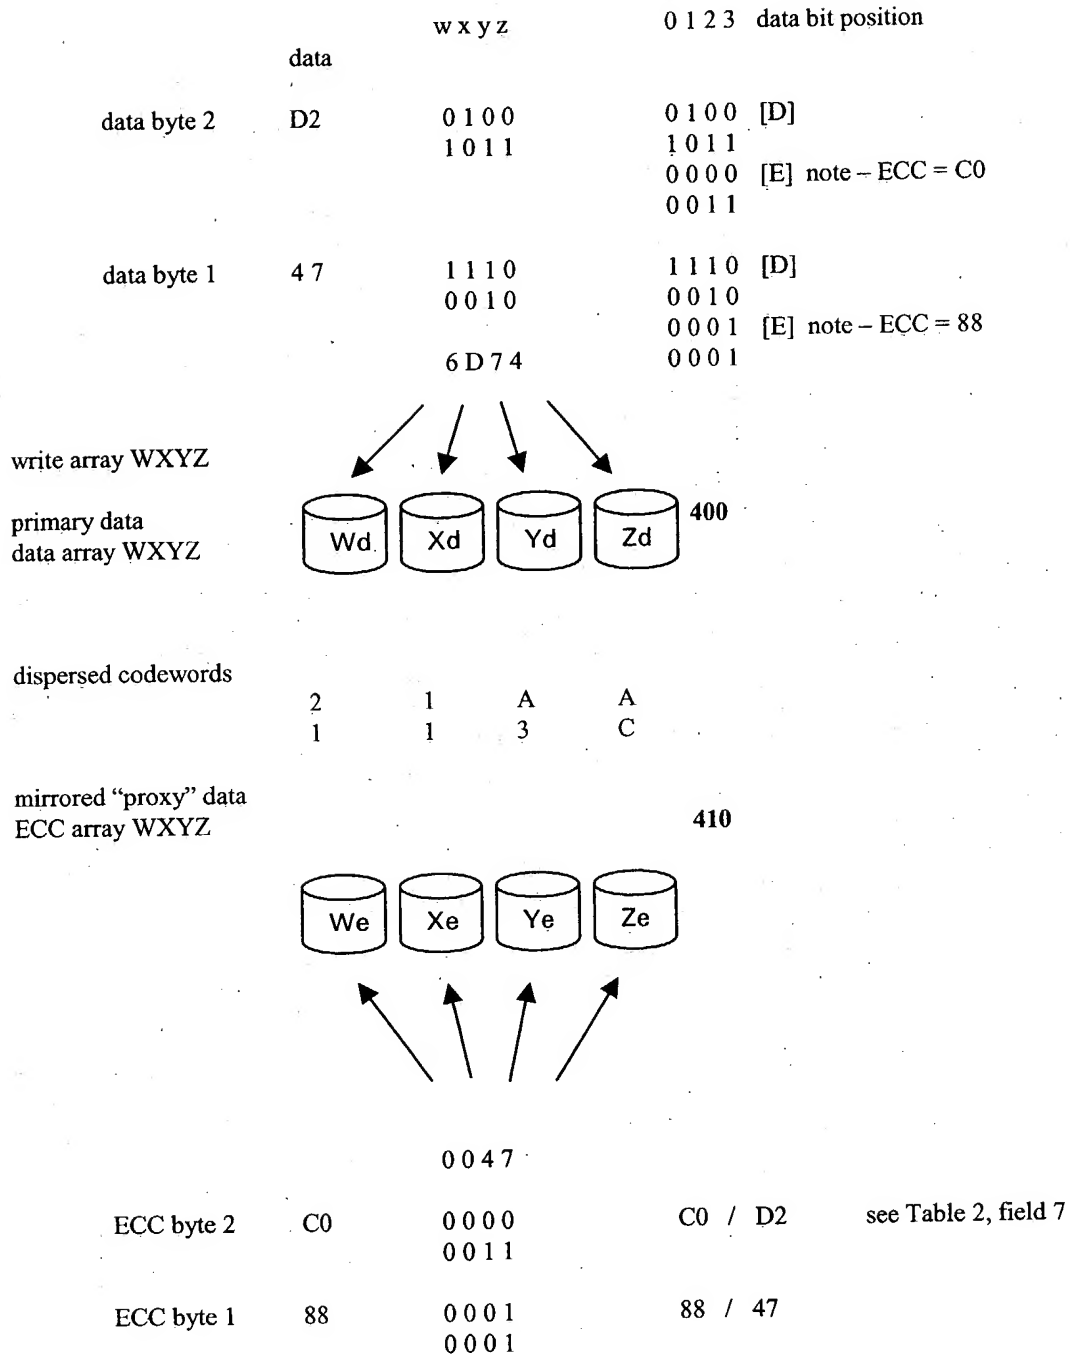 w x y z 0 1 2 3 data bit position
data
data byte 2 D2 0 1 0 0 0 1 0 0 [D]
1 0 1 1 1 0 1 1
0 0 0 0 [E] note – ECC = C0
0 0 1 1
data byte 1 4 7 1 1 1 0 1 1 1 0 [D]
0 0 1 0 0 0 1 0
0 0 0 1 [E] note – ECC = 88
6 D 7 4 0 0 0 1
write array WXYZ
primary data 400
data array WXYZ Wd Xd Yd Zd
dispersed codewords
2 1 A A
1 1 3 C
mirrored “proxy” data
ECC array WXYZ 410
We Xe Ye Ze
0 0 4 7
ECC byte 2 C0 0 0 0 0 C0 / D2 see Table 2, field 7
0 0 1 1
ECC byte 1 88 0 0 0 1 88 / 47
0 0 0 1